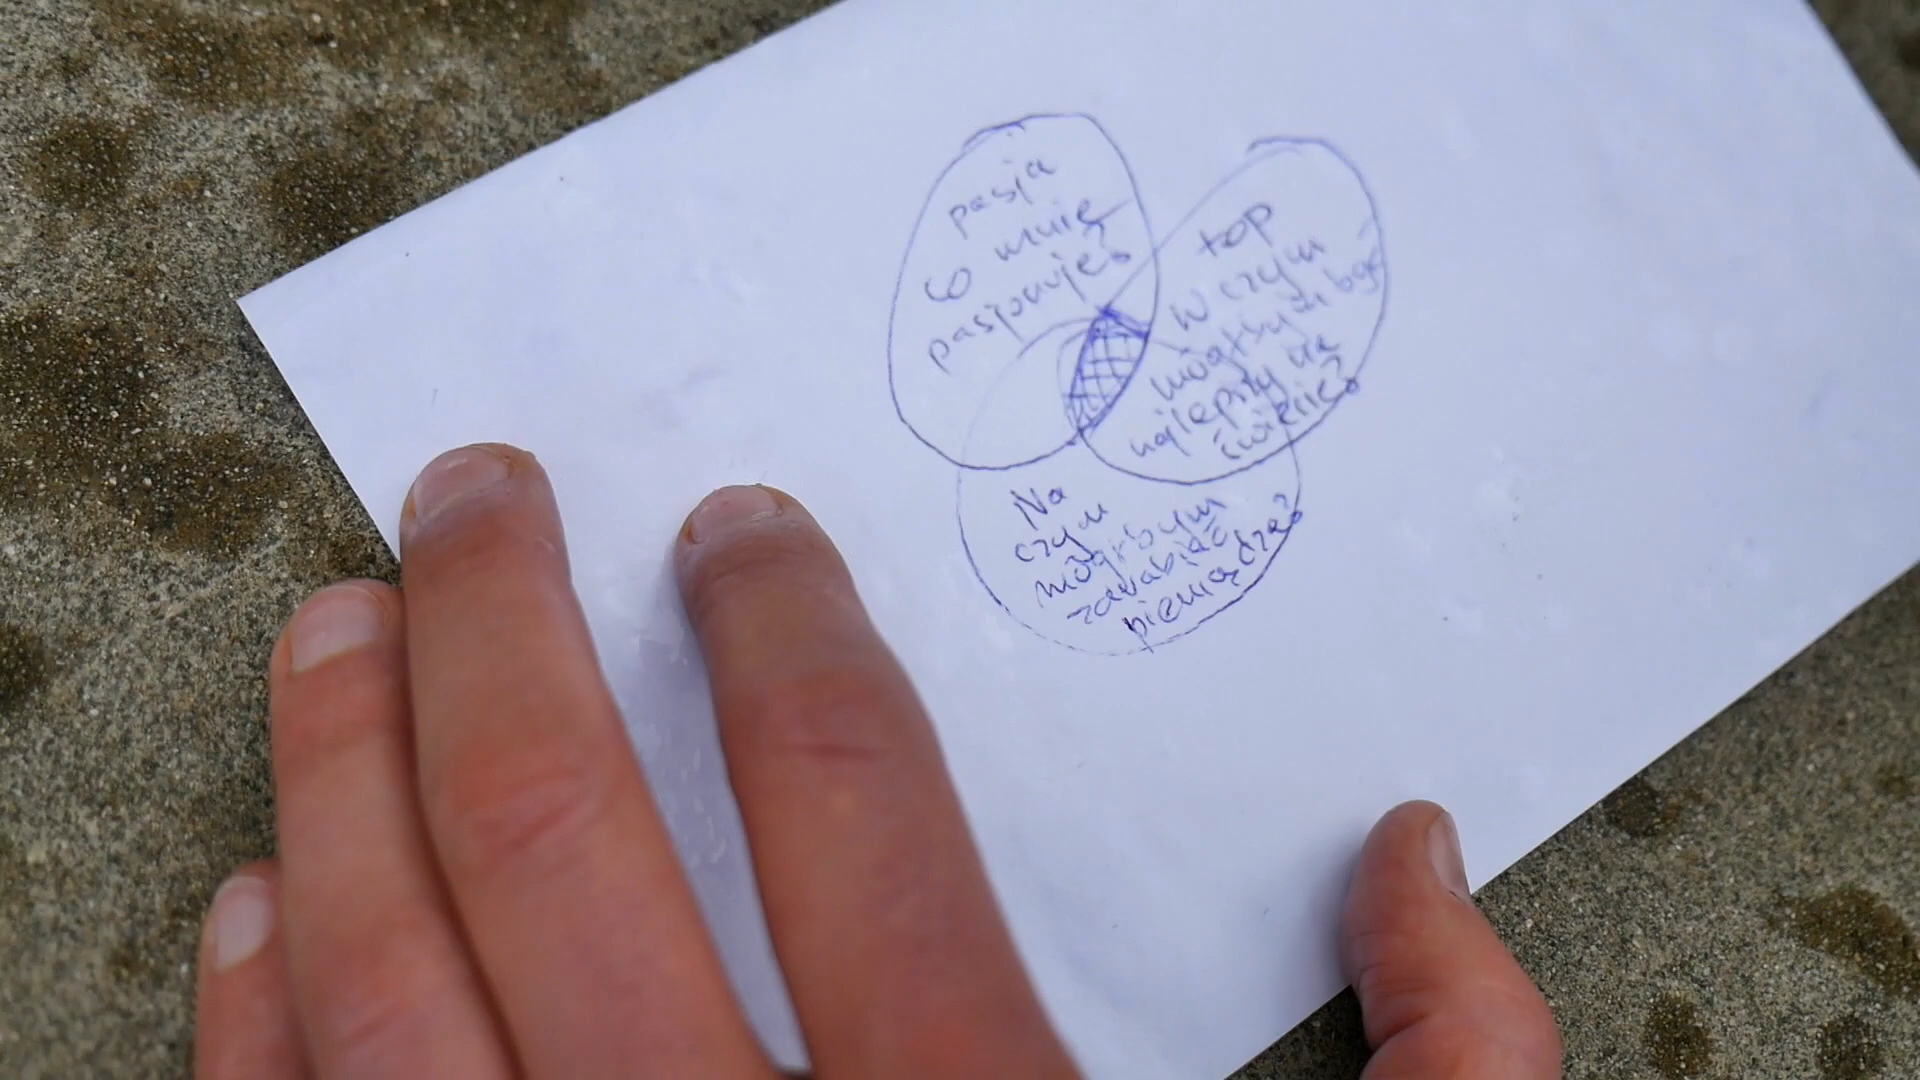 pasja
co mnie
pasjonuje?
top
w czym
mógłbym być
najlepszy na
świecie?
Na
czym
mógłbym
zarabiać
pieniądze?